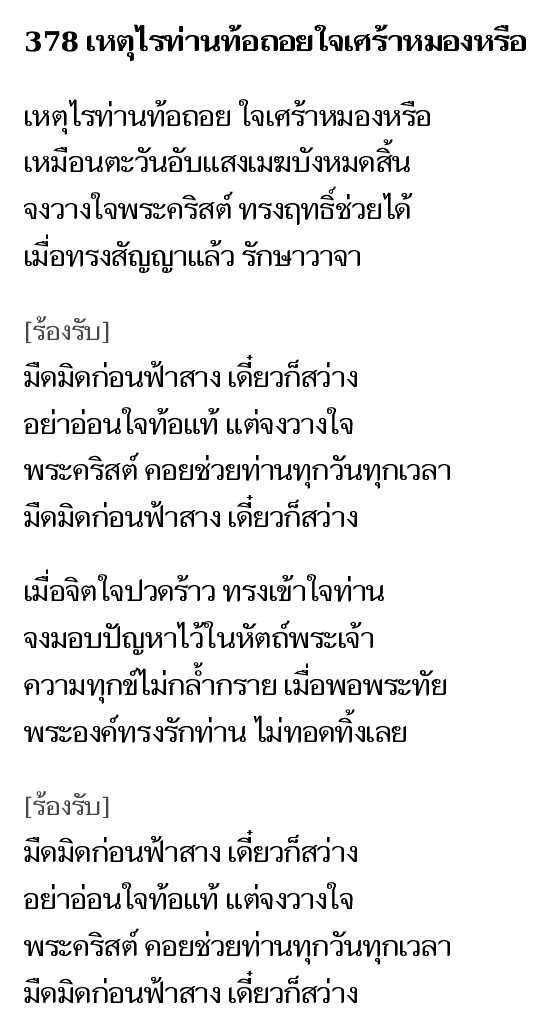 378 เหตุไรท่านท้อถอยใจเศร้าหมองหรือ
เหตุไรท่านท้อถอย ใจเศร้าหมองหรือ
เหมือนตะวันอับแสงเมฆบังหมดสิ้น
จงวางใจพระคริสต์ ทรงฤทธิ์ช่วยได้
เมื่อทรงสัญญาแล้ว รักษาวาจา
[ร้องรับ]
มืดมิดก่อนฟ้าสาง เดี๋ยวก็สว่าง
อย่าอ่อนใจท้อแท้ แต่จงวางใจ
พระคริสต์ คอยช่วยท่านทุกวันทุกเวลา
มืดมิดก่อนฟ้าสาง เดี๋ยวก็สว่าง
เมื่อจิตใจปวดร้าว ทรงเข้าใจท่าน
จงมอบปัญหาไว้ในหัตถ์พระเจ้า
ความทุกข์ไม่กล้ำกราย เมื่อพอพระทัย
พระองค์ทรงรักท่าน ไม่ทอดทิ้งเลย
[ร้องรับ]
มืดมิดก่อนฟ้าสาง เดี๋ยวก็สว่าง
อย่าอ่อนใจท้อแท้ แต่จงวางใจ
พระคริสต์ คอยช่วยท่านทุกวันทุกเวลา
มืดมิดก่อนฟ้าสาง เดี๋ยวก็สว่าง